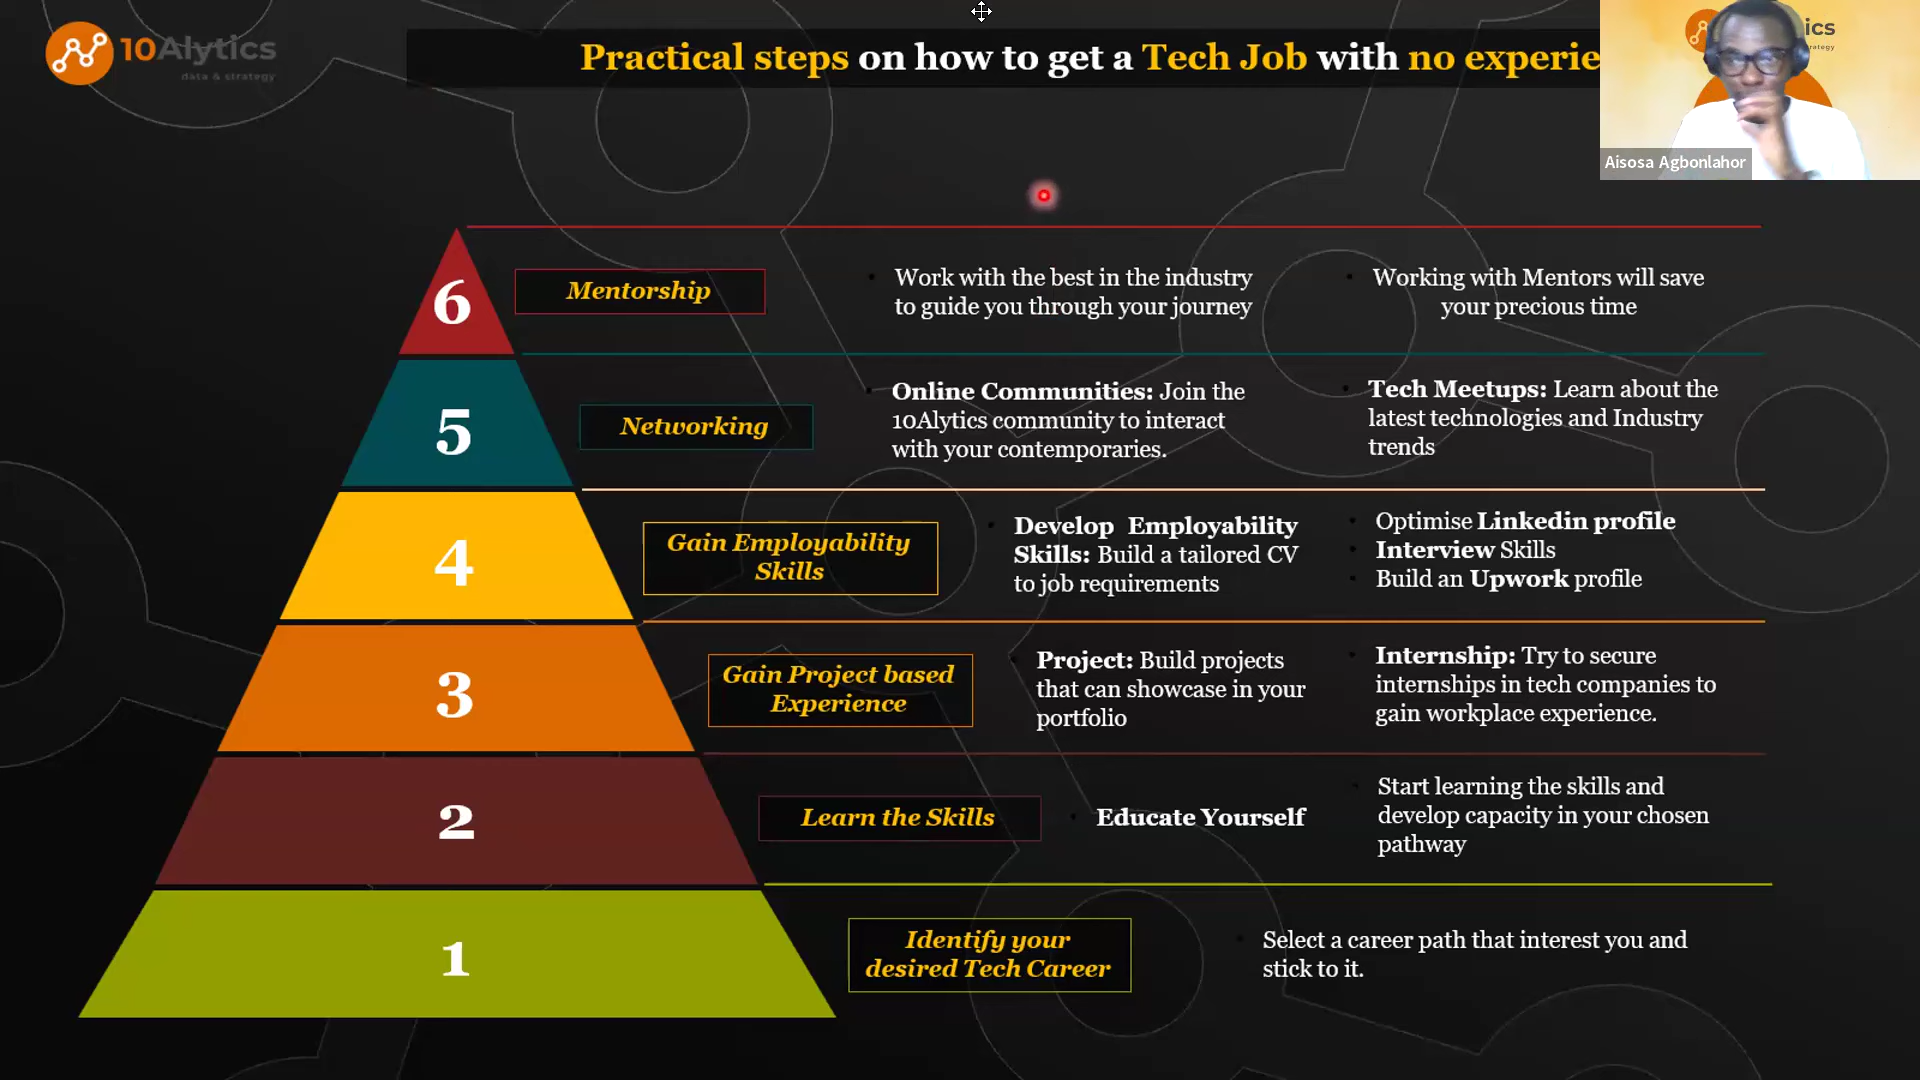 10Alytics
data & strategy
Practical steps on how to get a Tech Job with no experie
ics
rategy
Aisosa Agbonlahor
6
Mentorship
Work with the best in the industry
to guide you through your journey
Working with Mentors will save
your precious time
5
Networking
Online Communities: Join the
10Alytics community to interact
with your contemporaries.
Tech Meetups: Learn about the
latest technologies and Industry
trends
4
Gain Employability
Skills
Develop Employability
Skills: Build a tailored CV
to job requirements
Optimise Linkedin profile
Interview Skills
Build an Upwork profile
3
Gain Project based
Experience
Project: Build projects
that can showcase in your
portfolio
Internship: Try to secure
internships in tech companies to
gain workplace experience.
2
Learn the Skills
Educate Yourself
Start learning the skills and
develop capacity in your chosen
pathway
1
Identify your
desired Tech Career
Select a career path that interest you and
stick to it.